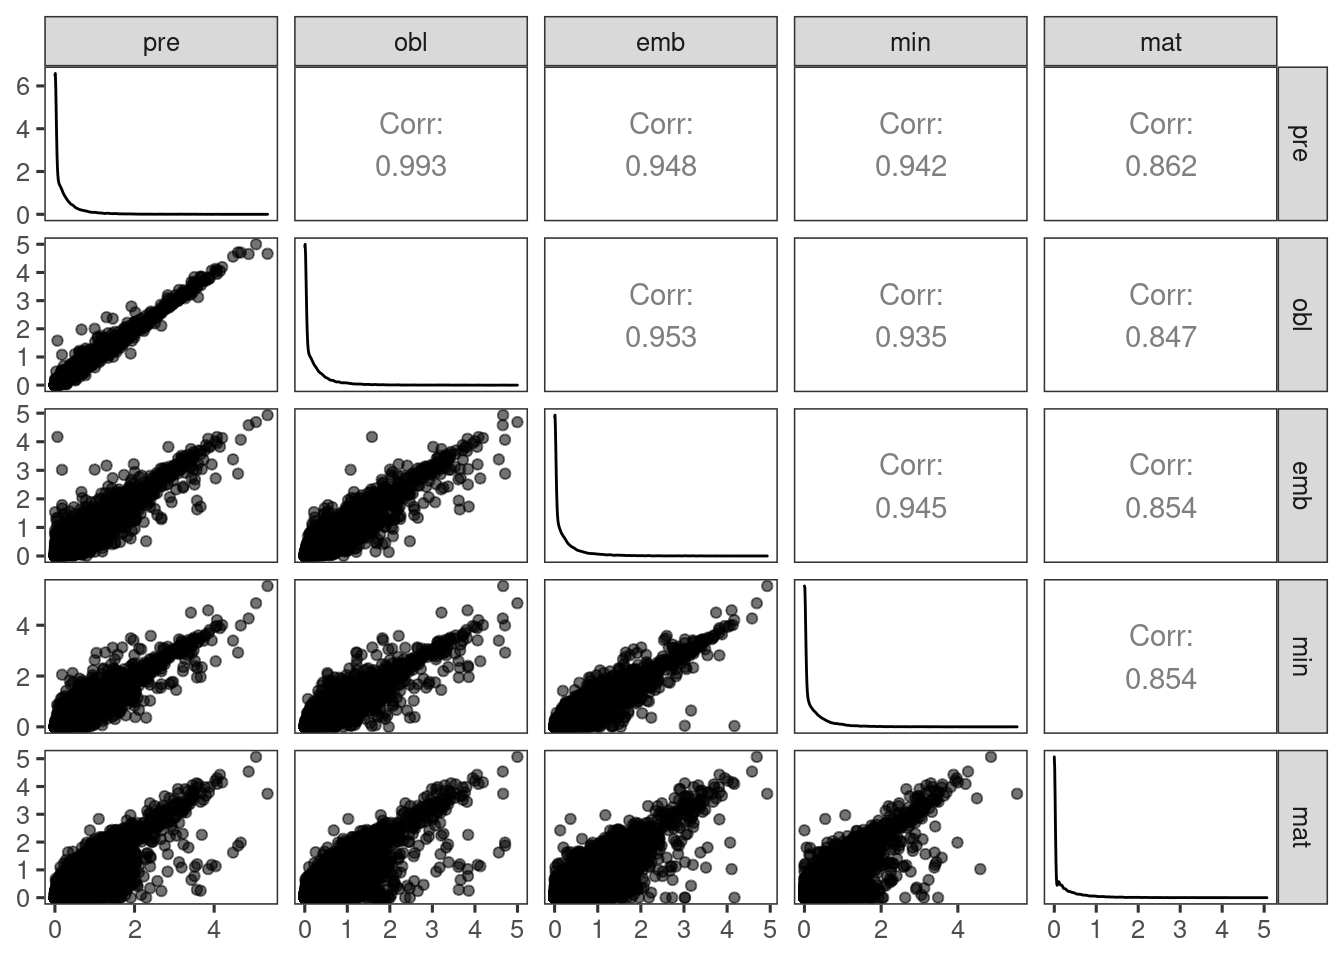 pre obl emb min mat
6
4
2
0
Corr:
0.993
Corr:
0.948
Corr:
0.942
Corr:
0.862
pre
5
4
3
2
1
0
Corr:
0.953
Corr:
0.935
Corr:
0.847
obl
5
4
3
2
1
0
Corr:
0.945
Corr:
0.854
emb
4
2
0
Corr:
0.854
min
5
4
3
2
1
0
mat
0 2 4
0 1 2 3 4 5
0 1 2 3 4 5
0 2 4
0 1 2 3 4 5